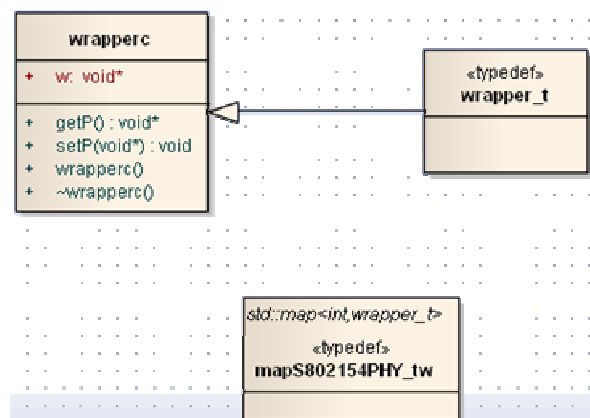 wrapperc
+ w: void*
+ getP() : void*
+ setP(void*) : void
+ wrapperc()
+ ~wrapperc()
«typedef»
wrapper_t
std::map<int,wrapper_t>
«typedef»
mapS802154PHY_tw